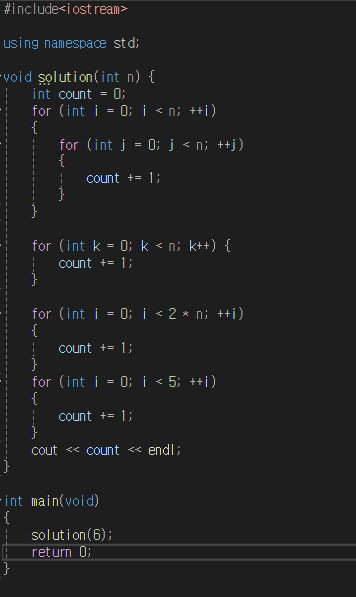 #include<iostream>
using namespace std;
void solution(int n) {
int count = 0;
for (int i = 0; i < n; ++i)
{
for (int j = 0; j < n; ++j)
{
count += 1;
}
}
for (int k = 0; k < n; k++) {
count += 1;
}
for (int i = 0; i < 2 * n; ++i)
{
count += 1;
}
for (int i = 0; i < 5; ++i)
{
count += 1;
}
cout << count << endl;
}
int main(void)
{
solution(6);
return 0;
}